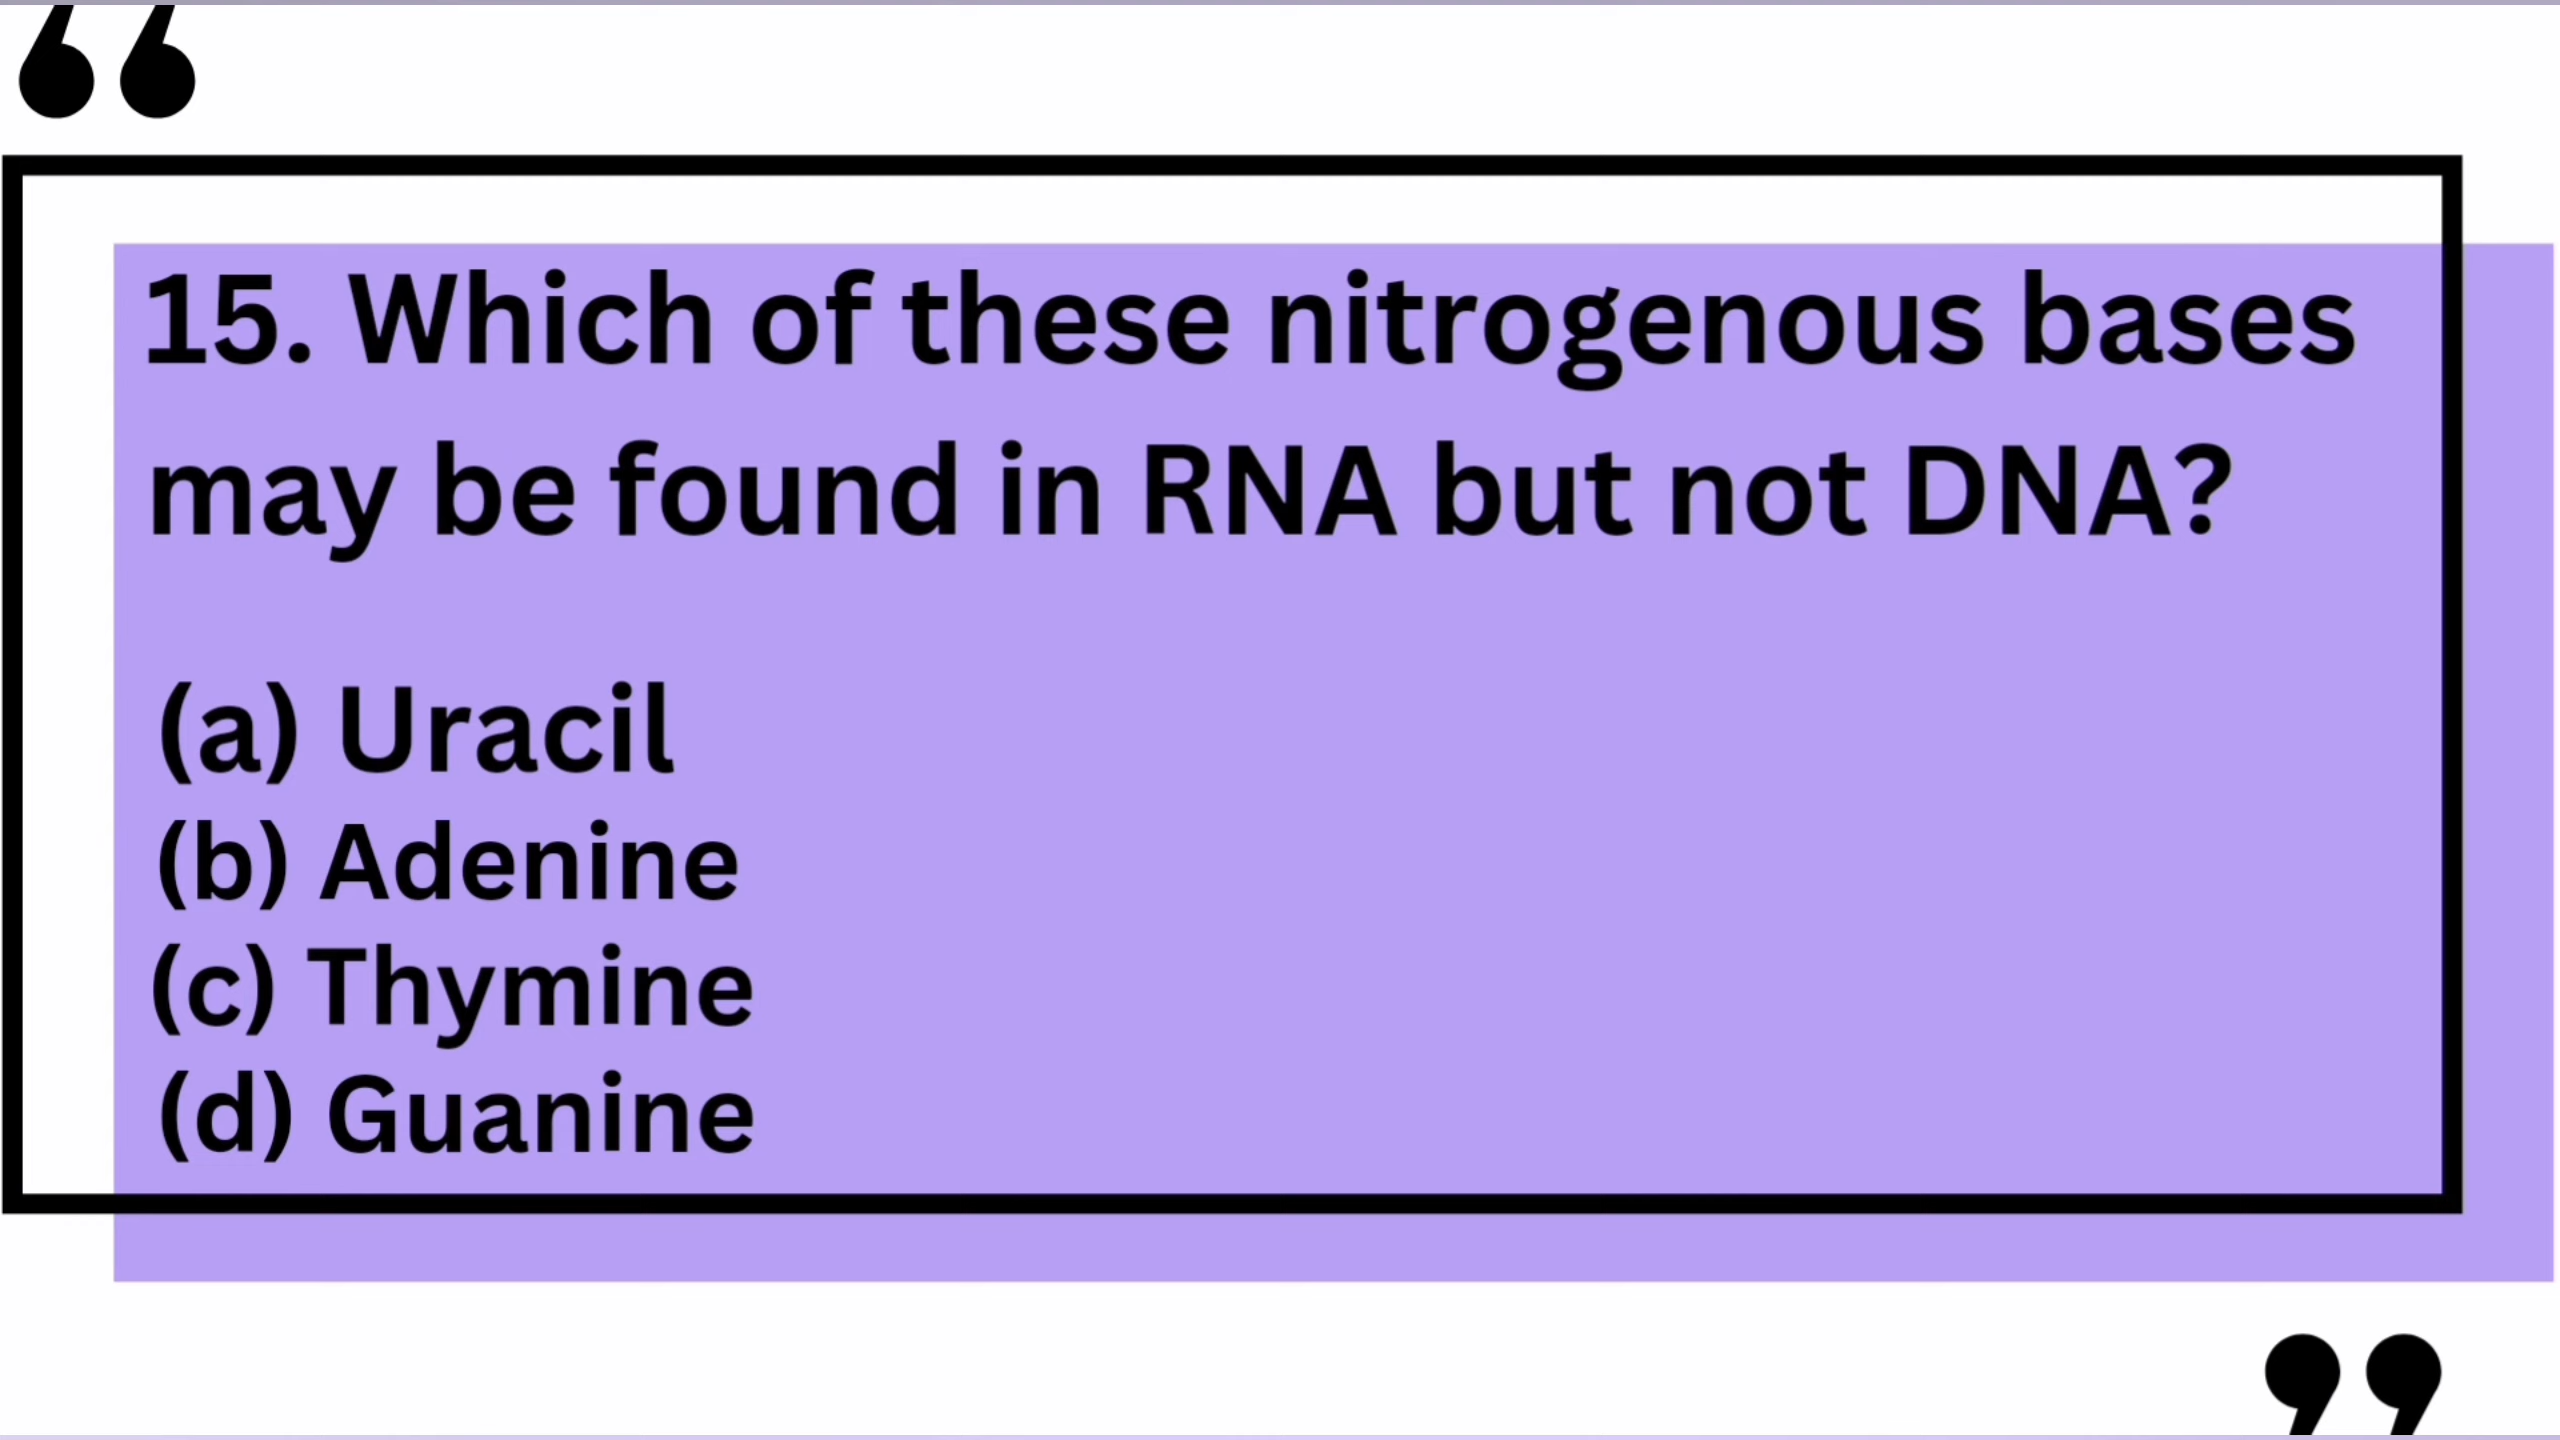 “
15. Which of these nitrogenous bases
may be found in RNA but not DNA?
(a) Uracil
(b) Adenine
(c) Thymine
(d) Guanine
”